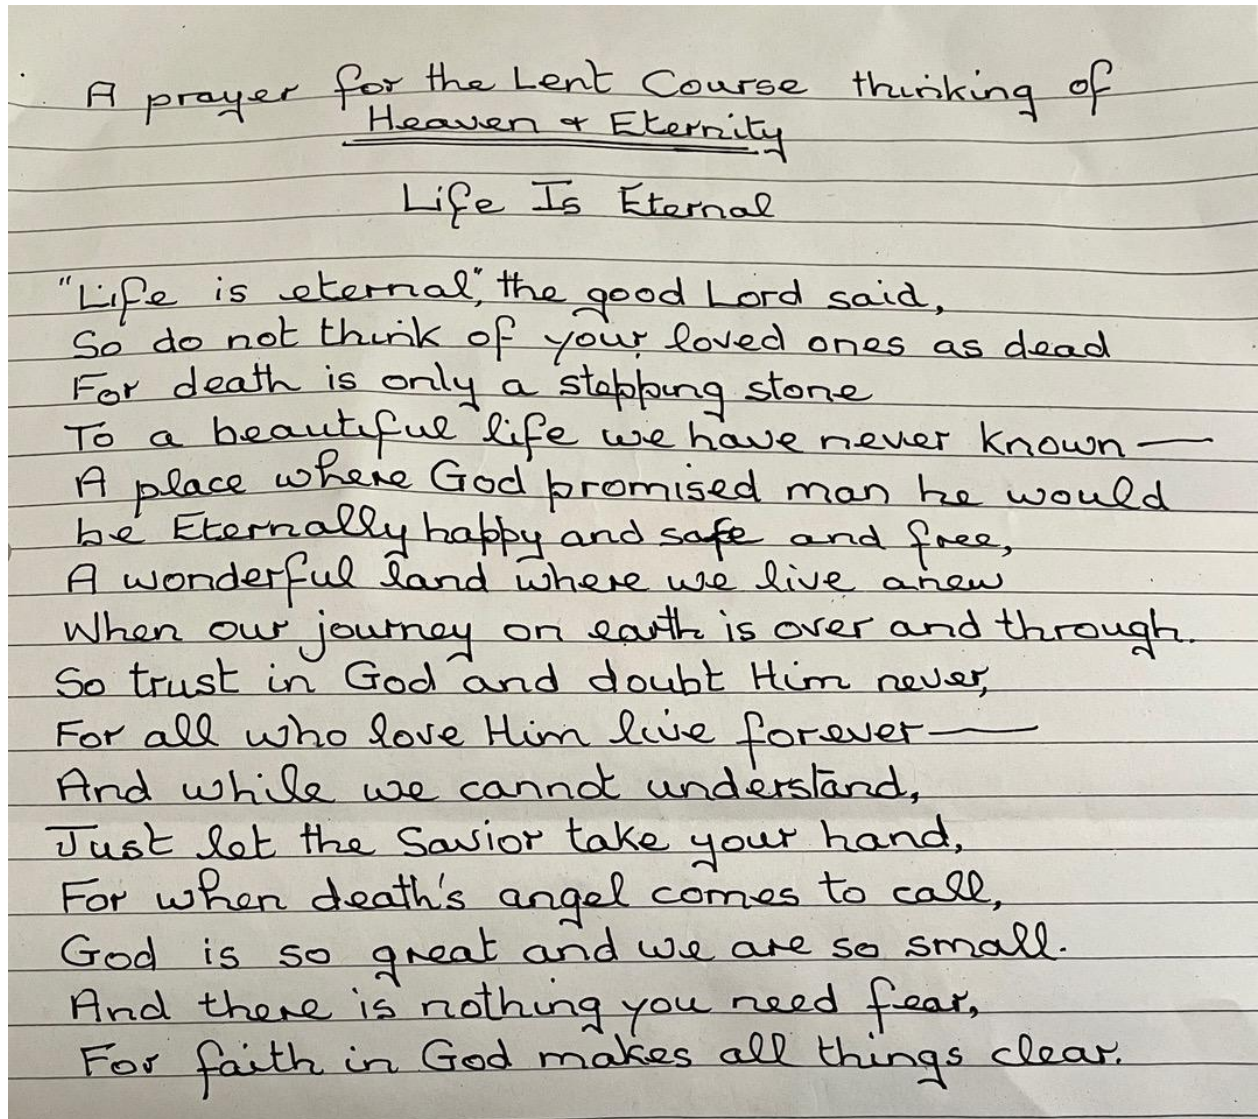 A prayer for the Lent Course thinking of
Heaven & Eternity
Life Is Eternal
"Life is eternal," the good Lord said,
So do not think of your loved ones as dead
For death is only a stepping stone
To a beautiful life we have never known —
A place where God promised man he would
be Eternally happy and safe and free,
A wonderful land where we live anew
When our journey on earth is over and through.
So trust in God and doubt Him never,
For all who love Him live forever —
And while we cannot understand,
Just let the Savior take your hand,
For when death's angel comes to call,
God is so great and we are so small.
And there is nothing you need fear,
For faith in God makes all things clear.